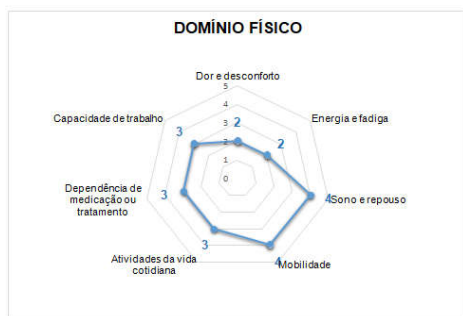 DOMÍNIO FÍSICO
Dor e desconforto
5
4
3
2
1
0
2
Energia e fadiga
2
Sono e repouso
4
Mobilidade
4
Atividades da vida
cotidiana
3
Dependência de
medicação ou
tratamento
3
Capacidade de trabalho
3